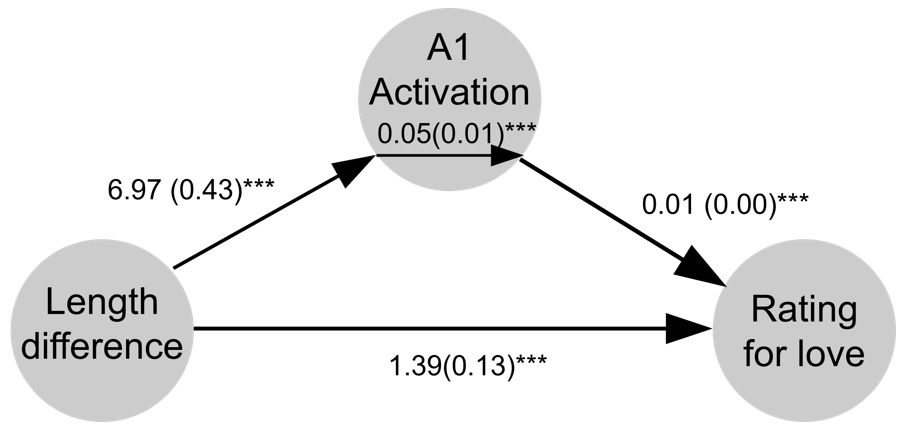 A1
Activation
0.05(0.01)***
6.97 (0.43)***
0.01 (0.00)***
Length
difference
Rating
for love
1.39(0.13)***